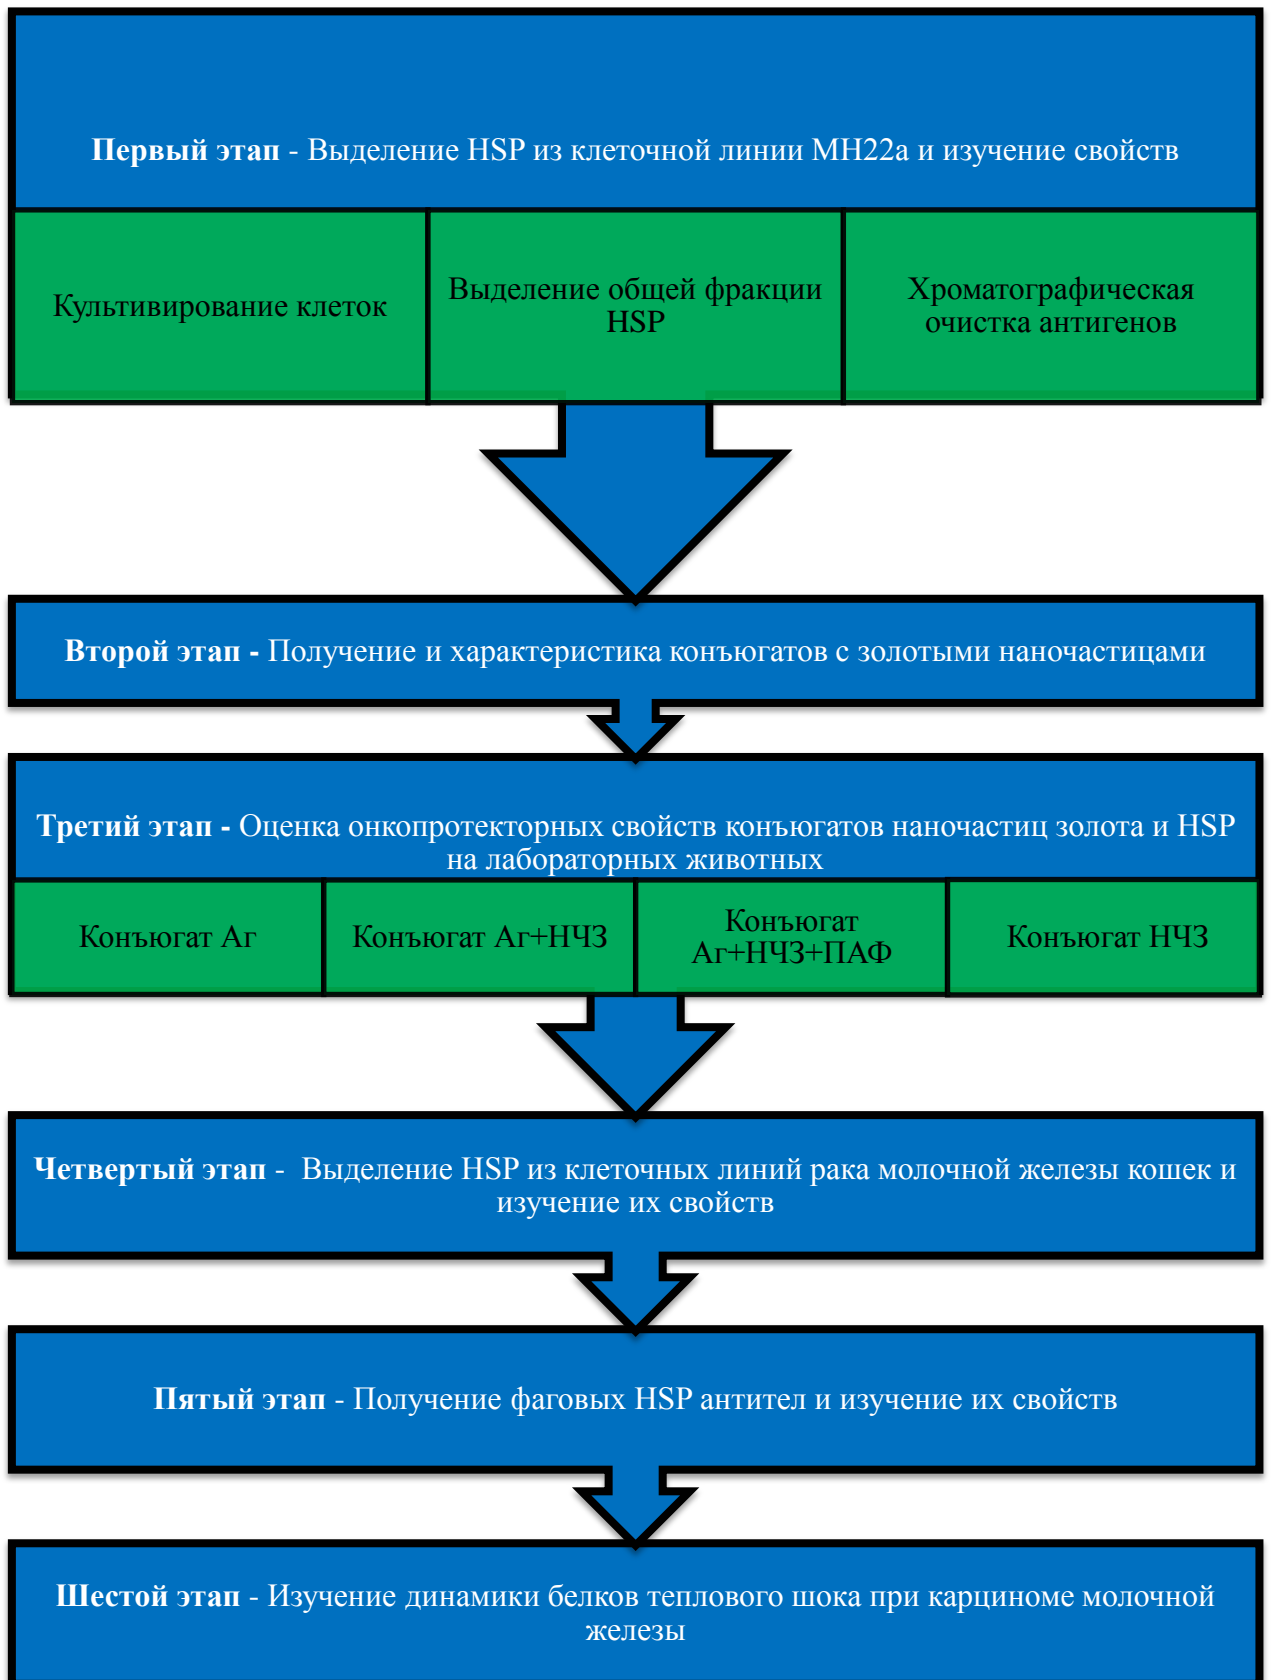 Первый этап - Выделение HSP из клеточной линии МН22а и изучение свойств
Культивирование клеток
Выделение общей фракции
HSP
Хроматографическая
очистка антигенов
Второй этап - Получение и характеристика конъюгатов с золотыми наночастицами
Третий этап - Оценка онкопротекторных свойств конъюгатов наночастиц золота и HSP
на лабораторных животных
Конъюгат Аг
Конъюгат Аг+НЧЗ
Конъюгат
Аг+НЧЗ+ПАФ
Конъюгат НЧЗ
Четвертый этап -  Выделение HSP из клеточных линий рака молочной железы кошек и
изучение их свойств
Пятый этап - Получение фаговых HSP антител и изучение их свойств
Шестой этап - Изучение динамики белков теплового шока при карциноме молочной
железы